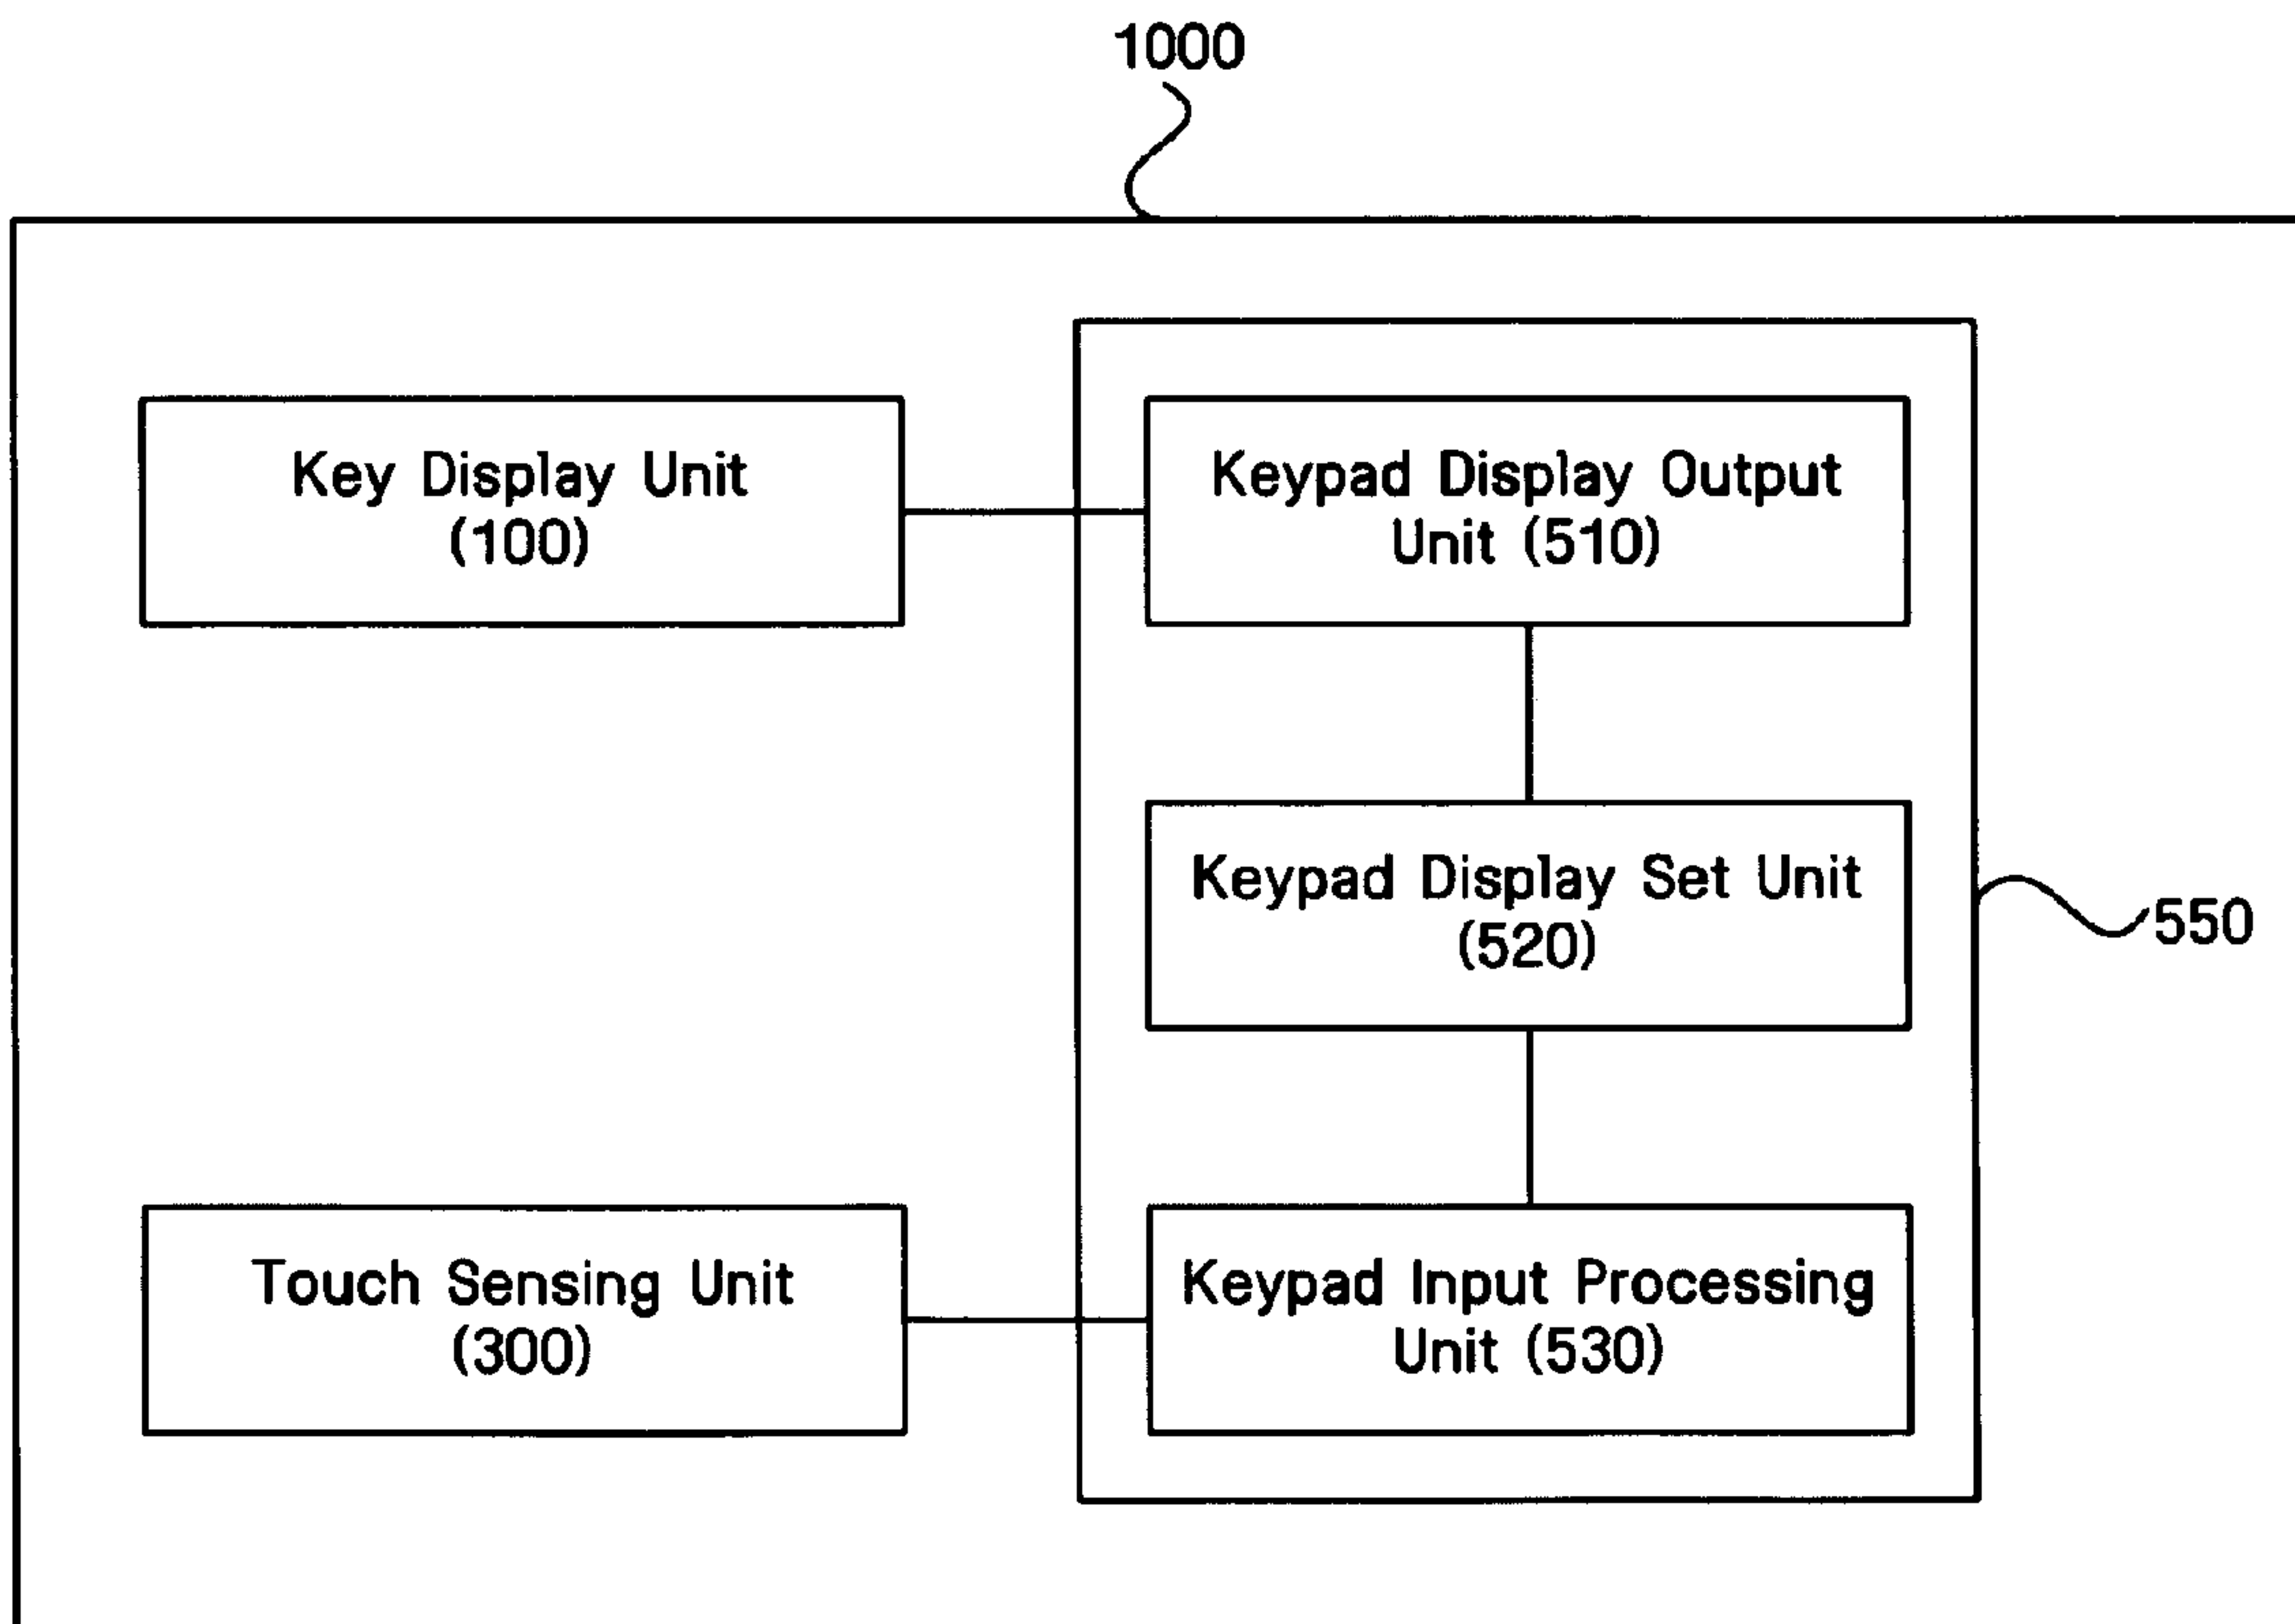 1000
Key Display Unit
(100)
Keypad Display Output
Unit (510)
Keypad Display Set Unit
(520)
550
Touch Sensing Unit
(300)
Keypad Input Processing
Unit (530)